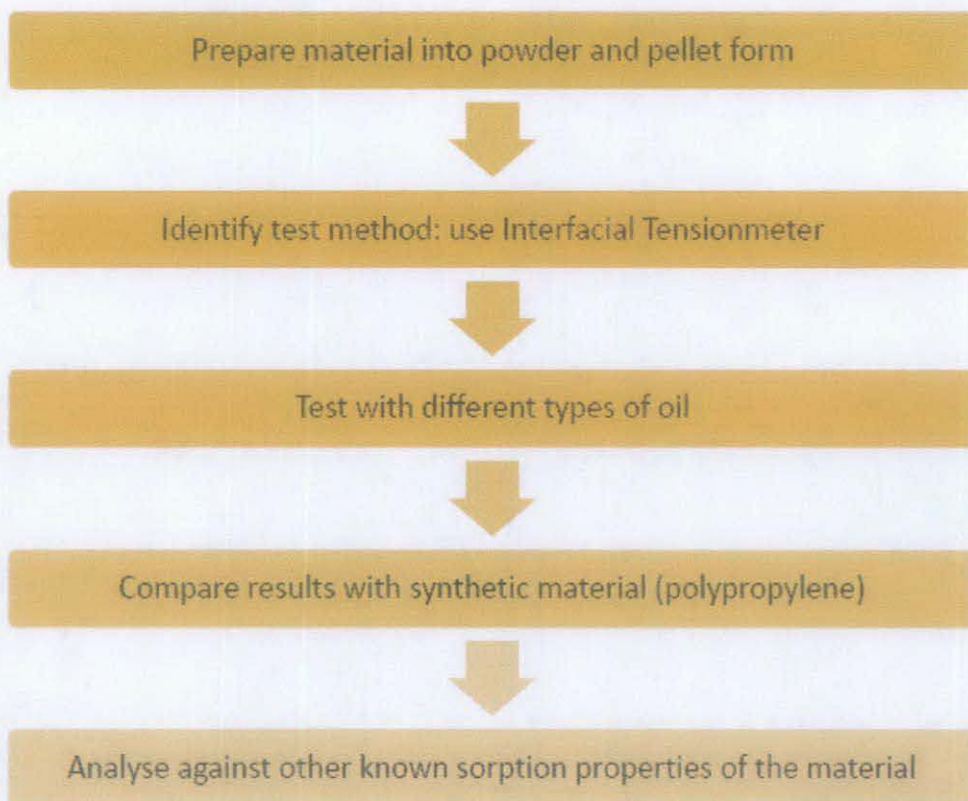 Prepare material into powder and pellet form
Identify test method: use Interfacial Tensionmeter
Test with different types of oil
Compare results with synthetic material (polypropylene)
Analyse against other known sorption properties of the material